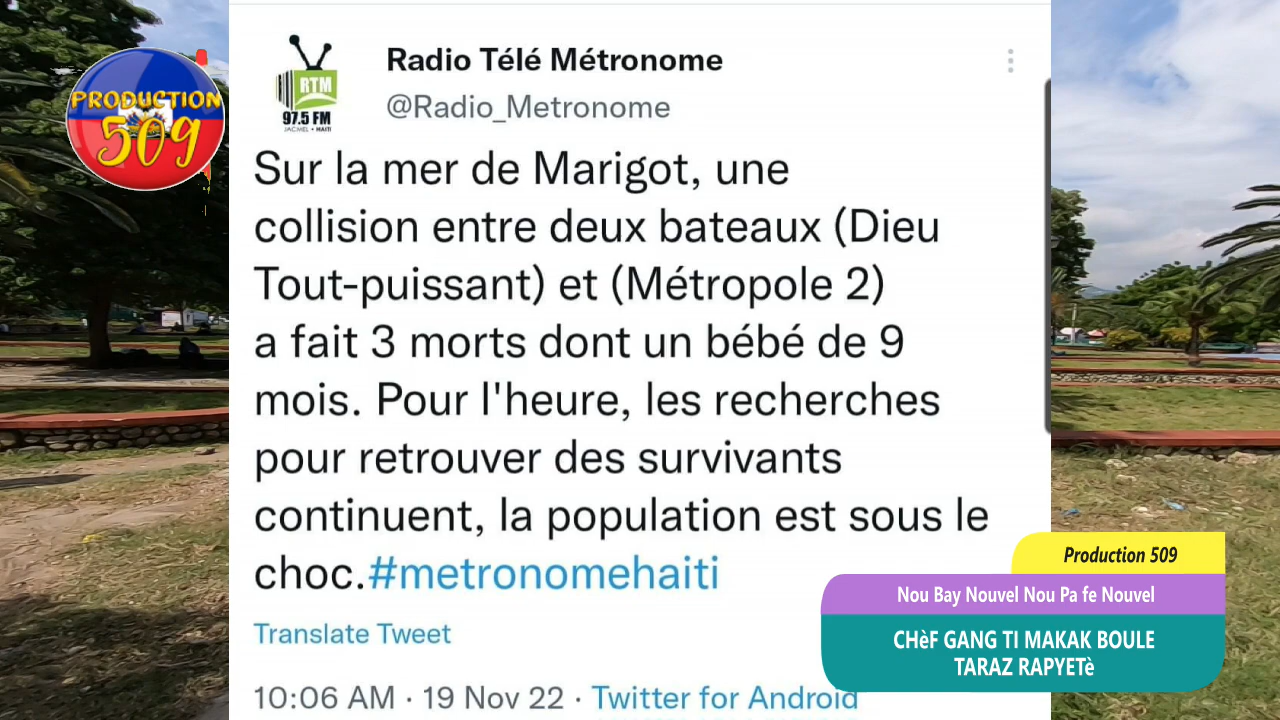 PRODUCTION
509
RTM
97.5 FM
JACMEL • HAITI
Radio Télé Métronome
@Radio_Metronome
Sur la mer de Marigot, une
collision entre deux bateaux (Dieu
Tout-puissant) et (Métropole 2)
a fait 3 morts dont un bébé de 9
mois. Pour l'heure, les recherches
pour retrouver des survivants
continuent, la population est sous le
choc.#metronomehaiti
Translate Tweet
10:06 AM · 19 Nov 22 · Twitter for Android
Production 509
Nou Bay Nouvel Nou Pa fe Nouvel
CHèF GANG TI MAKAK BOULE
TARAZ RAPYETè